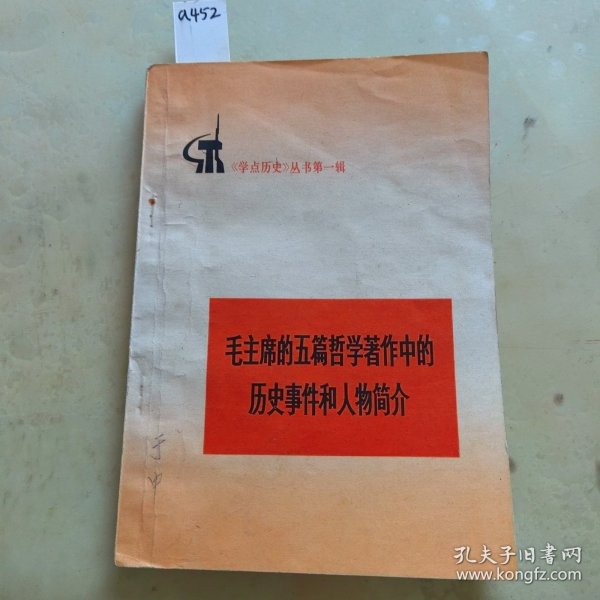 a452
《学点历史》丛书第一辑
毛主席的五篇哲学著作中的
历史事件和人物简介
孔夫子旧书网
www.kongfz.com